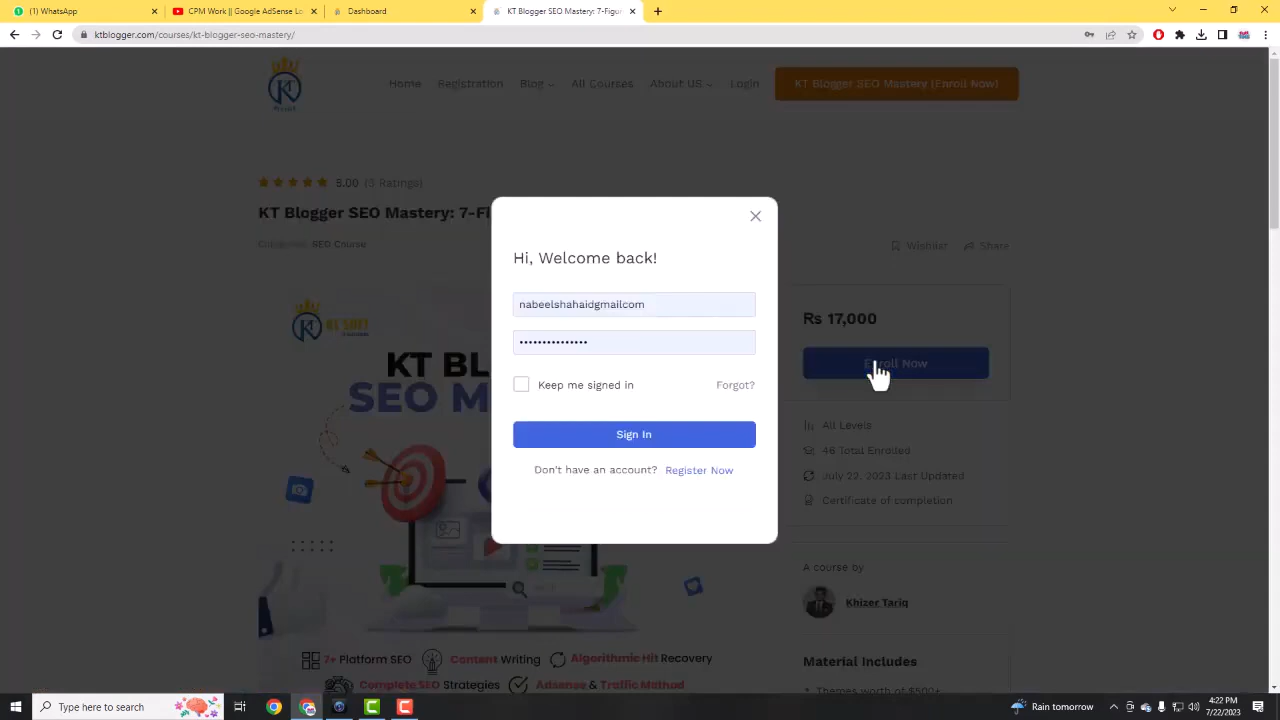 (1) WhatsApp
CPM Work || Google AdSense Lo
Dashboard
KT Blogger SEO Mastery: 7-Figu
ktblogger.com/courses/kt-blogger-seo-mastery/
Home
Registration
Blog
All Courses
About US
Login
KT Blogger SEO Mastery (Enroll Now)
5.00 (3 Ratings)
KT Blogger SEO Mastery: 7-Fi
Categories: SEO Course
Wishlist
Share
Hi, Welcome back!
nabeelshahaidgmailcom
•••••••••••••••
Keep me signed in
Forgot?
Sign In
Don't have an account? Register Now
₨ 17,000
Enroll Now
All Levels
46 Total Enrolled
July 22, 2023 Last Updated
Certificate of completion
A course by
Khizer Tariq
Material Includes
* Themes worth of $500+
KT
KT BL
SEO M
7+ Platform SEO
Content Writing
Algorithmic Hit Recovery
Complete SEO Strategies
Adsense & Traffic Method
Type here to search
Rain tomorrow
4:22 PM
7/22/2023